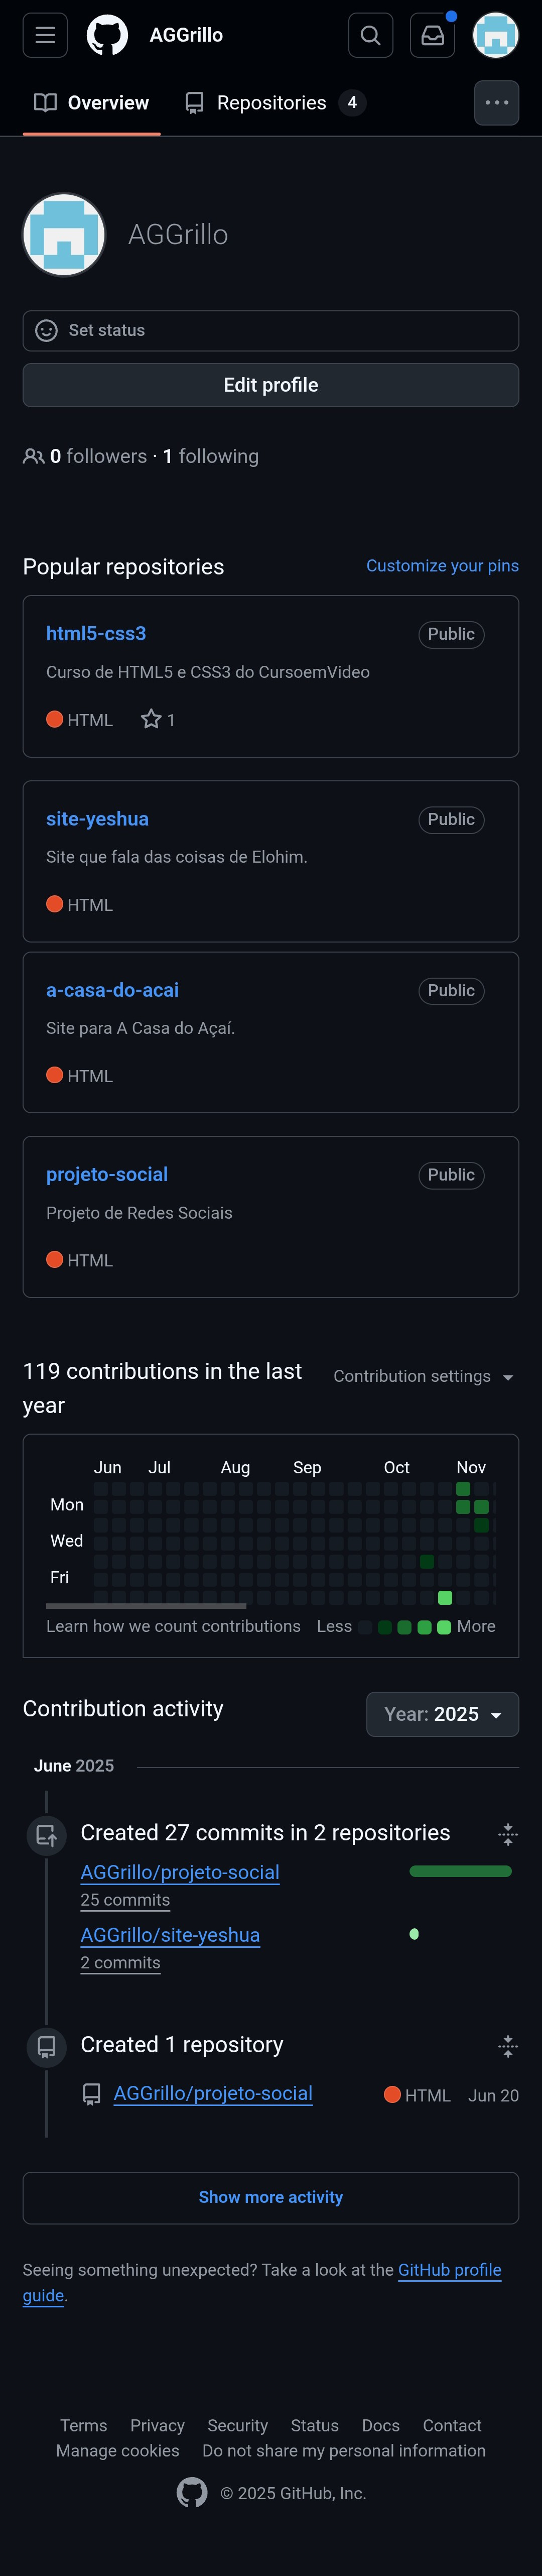 AGGrillo
Overview Repositories 4
AGGrillo
Set status
Edit profile
0 followers · 1 following
Popular repositories Customize your pins
html5-css3 Public
Curso de HTML5 e CSS3 do CursoemVideo
HTML 1
site-yeshua Public
Site que fala das coisas de Elohim.
HTML
a-casa-do-acai Public
Site para A Casa do Açaí.
HTML
projeto-social Public
Projeto de Redes Sociais
HTML
119 contributions in the last year Contribution settings
Jun Jul Aug Sep Oct Nov
Mon
Wed
Fri
Learn how we count contributions Less More
Contribution activity Year: 2025
June 2025
Created 27 commits in 2 repositories
AGGrillo/projeto-social
25 commits
AGGrillo/site-yeshua
2 commits
Created 1 repository
AGGrillo/projeto-social HTML Jun 20
Show more activity
Seeing something unexpected? Take a look at the GitHub profile
guide.
Terms Privacy Security Status Docs Contact
Manage cookies Do not share my personal information
© 2025 GitHub, Inc.